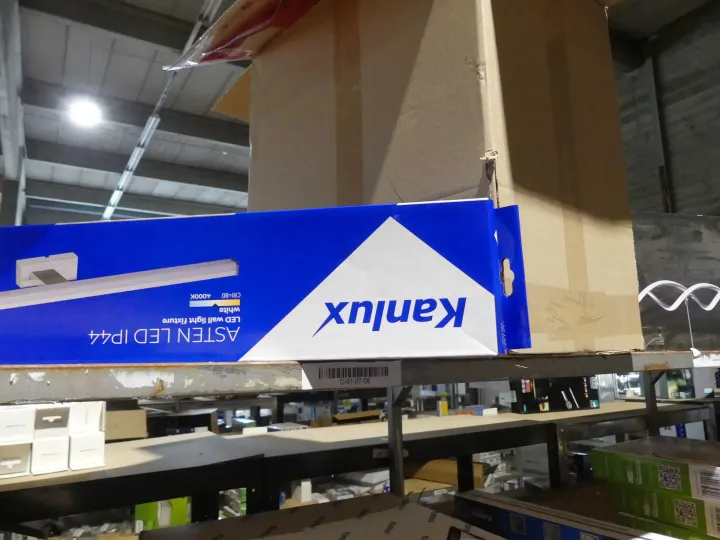 Kanlux
ASTEN LED IP44
LED wall light fixture
white
CRI>80
4000K
C-01-07-06